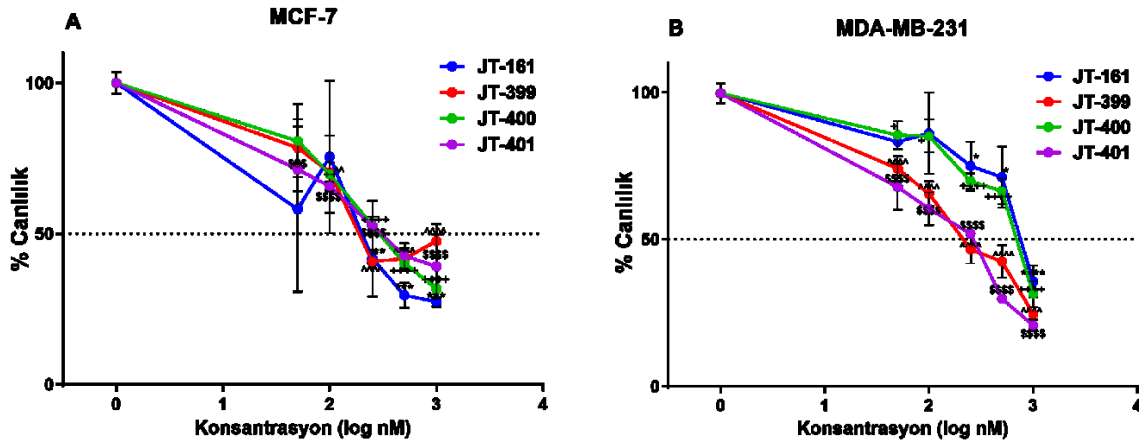 A
MCF-7
JT-161
JT-399
JT-400
JT-401
% Canlılık
100
50
0
0
1
2
3
4
Konsantrasyon (log nM)
B
MDA-MB-231
JT-161
JT-399
JT-400
JT-401
% Canlılık
100
50
0
0
1
2
3
4
Konsantrasyon (log nM)